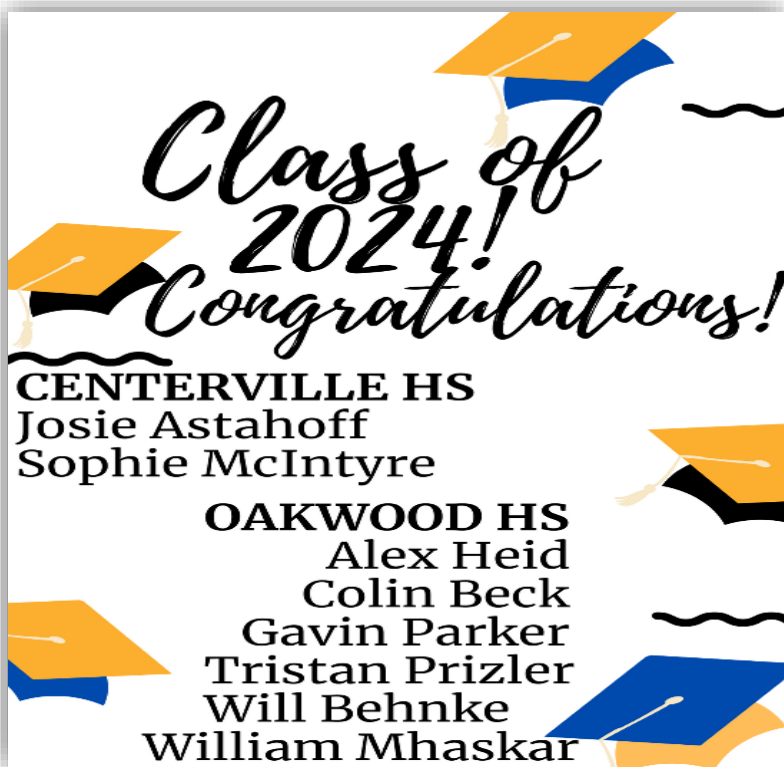 Class of
2024!
Congratulations!
CENTERVILLE HS
Josie Astahoff
Sophie McIntyre
OAKWOOD HS
Alex Heid
Colin Beck
Gavin Parker
Tristan Prizler
Will Behnke
William Mhaskar